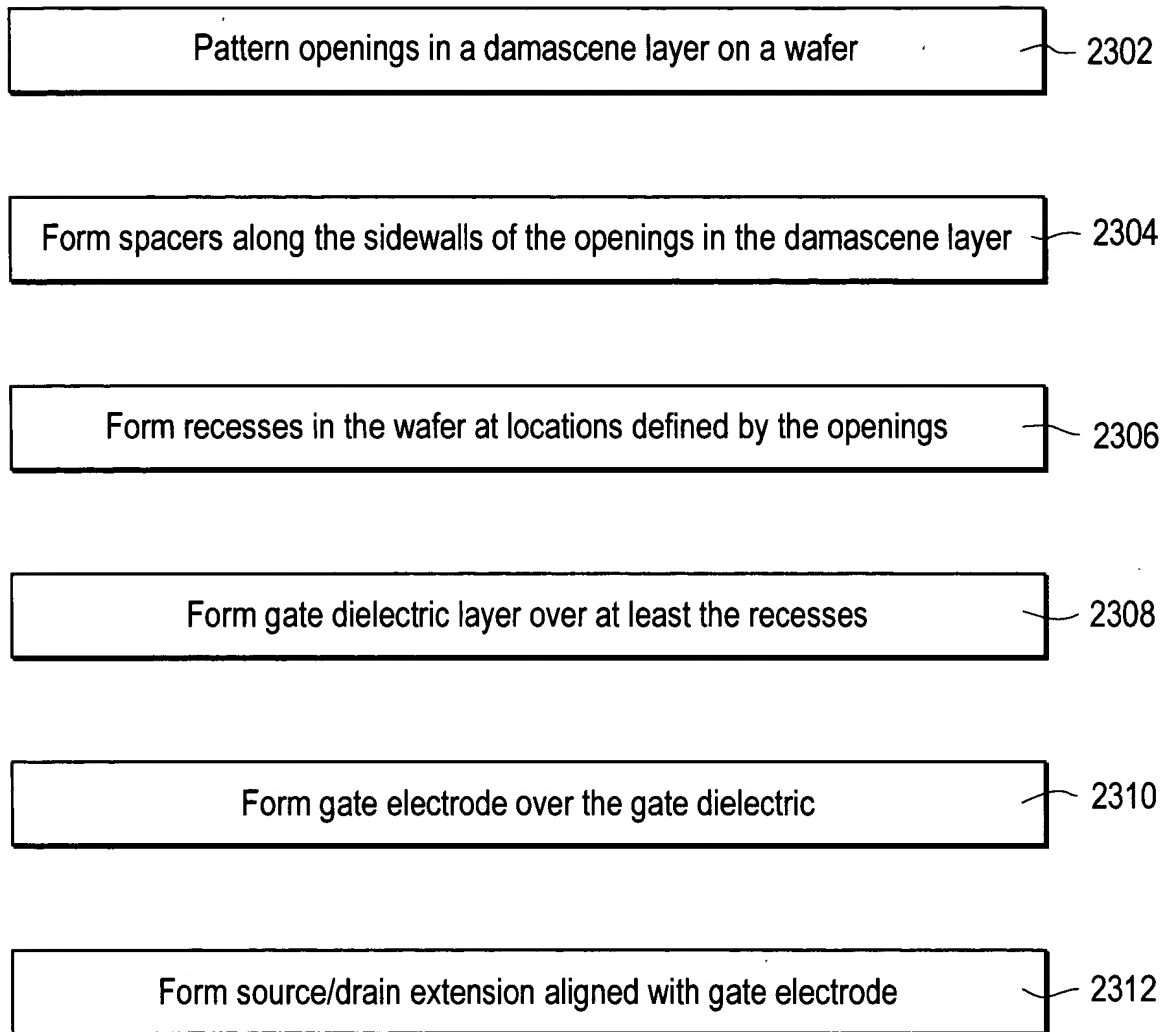 Pattern openings in a damascene layer on a wafer 2302
Form spacers along the sidewalls of the openings in the damascene layer 2304
Form recesses in the wafer at locations defined by the openings 2306
Form gate dielectric layer over at least the recesses 2308
Form gate electrode over the gate dielectric 2310
Form source/drain extension aligned with gate electrode 2312